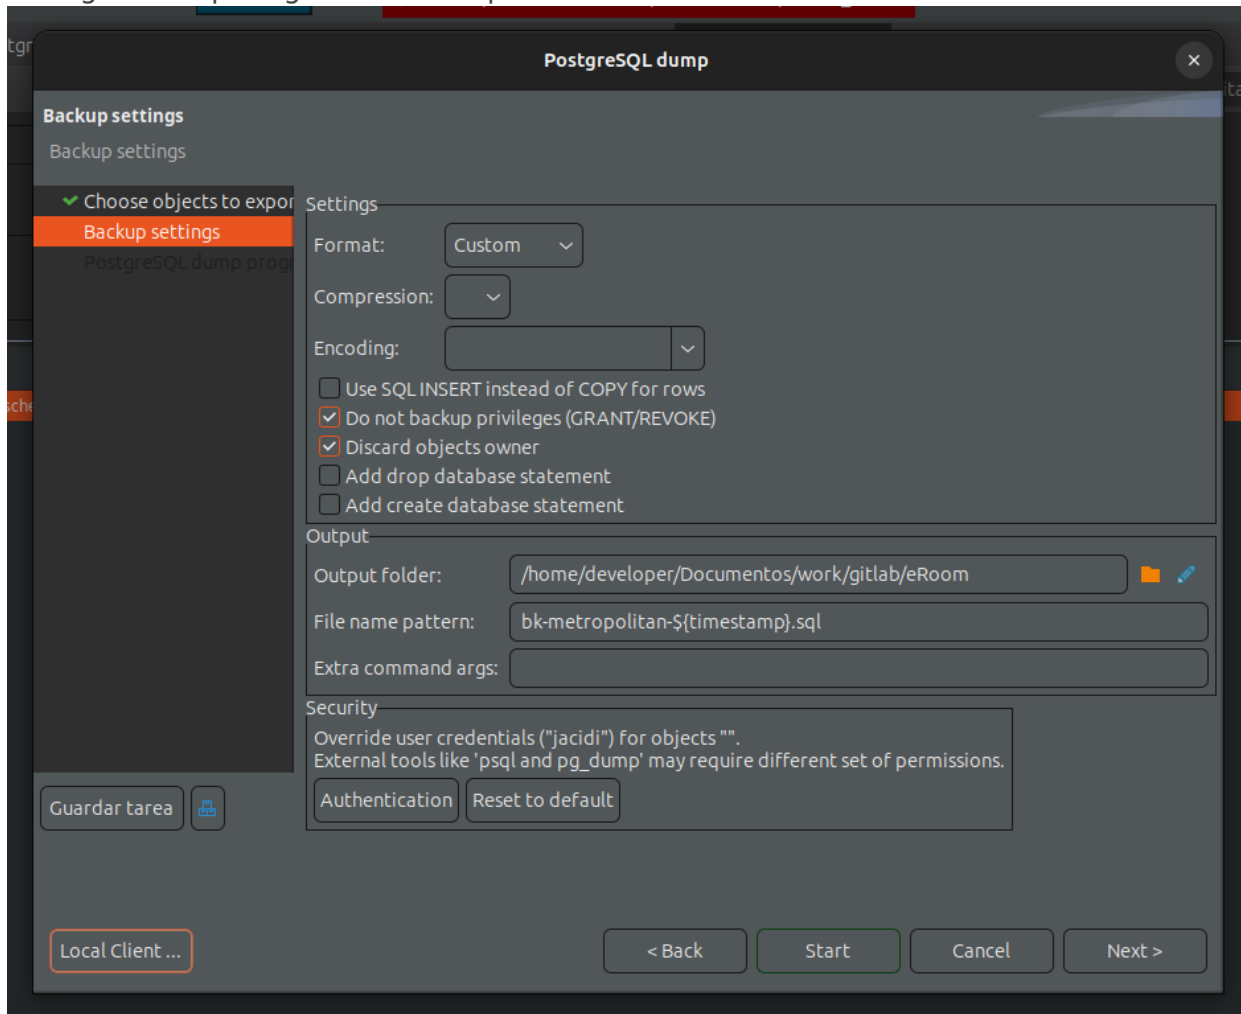 PostgreSQL dump
Backup settings
Backup settings
Choose objects to expor
Backup settings
PostgreSQL dump progr
Settings
Format: Custom
Compression:
Encoding:
Use SQL INSERT instead of COPY for rows
Do not backup privileges (GRANT/REVOKE)
Discard objects owner
Add drop database statement
Add create database statement
Output
Output folder: /home/developer/Documentos/work/gitlab/eRoom
File name pattern: bk-metropolitan-${timestamp}.sql
Extra command args:
Security
Override user credentials ("jacidi") for objects "".
External tools like 'psql and pg_dump' may require different set of permissions.
Authentication Reset to default
Guardar tarea
Local Client ... < Back Start Cancel Next >